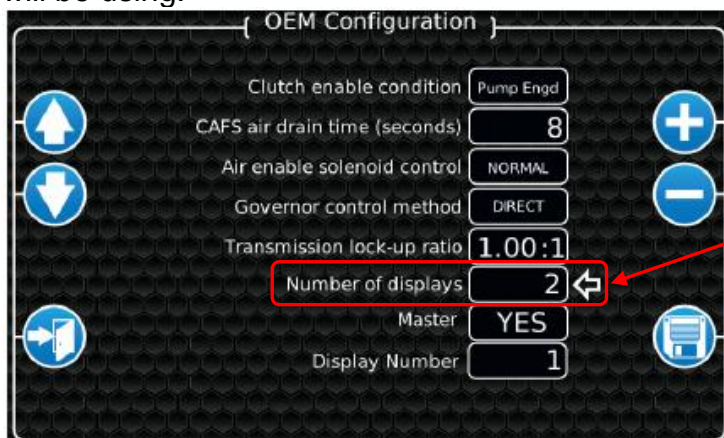 OEM Configuration
Clutch enable condition Pump Engd
CAFS air drain time (seconds) 8
Air enable solenoid control NORMAL
Governor control method DIRECT
Transmission lock-up ratio 1.00:1
Number of displays 2
Master YES
Display Number 1